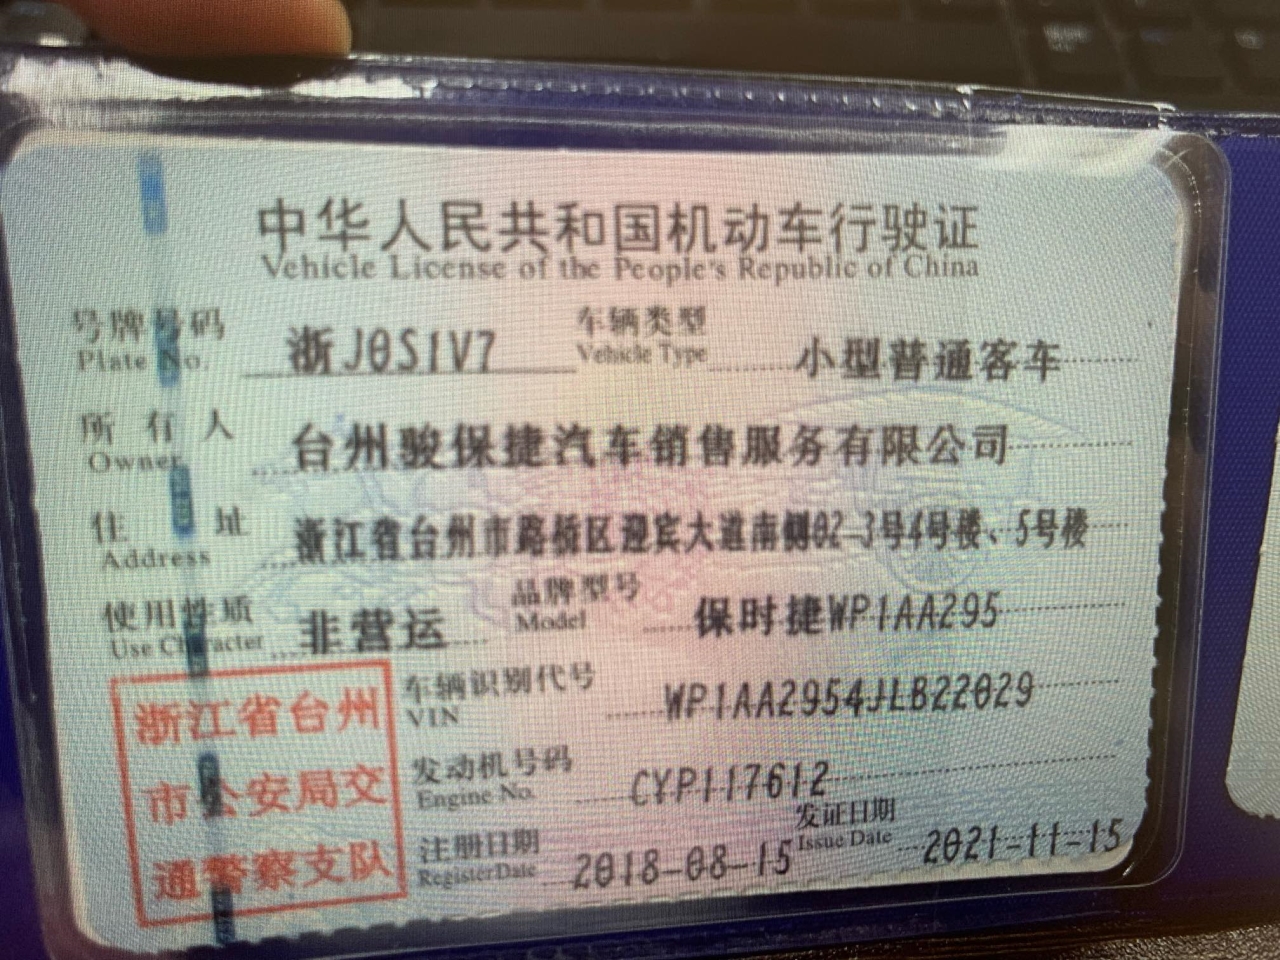 中华人民共和国机动车行驶证
Vehicle License of the People's Republic of China
号牌号码 浙J0S1V7 车辆类型 小型普通客车
Plate No. Vehicle Type
所有人 台州骏保捷汽车销售服务有限公司
Owner
住址 浙江省台州市路桥区迎宾大道南侧02-3号4号楼、5号楼
Address
使用性质 非营运 品牌型号 保时捷WP1AA295
Use Character Model
浙江省台州
市公安局交
通警察支队
车辆识别代号 WP1AA2954JLB22029
VIN
发动机号码 CYP117612
Engine No.
注册日期 2018-08-15 发证日期 2021-11-15
Register Date Issue Date